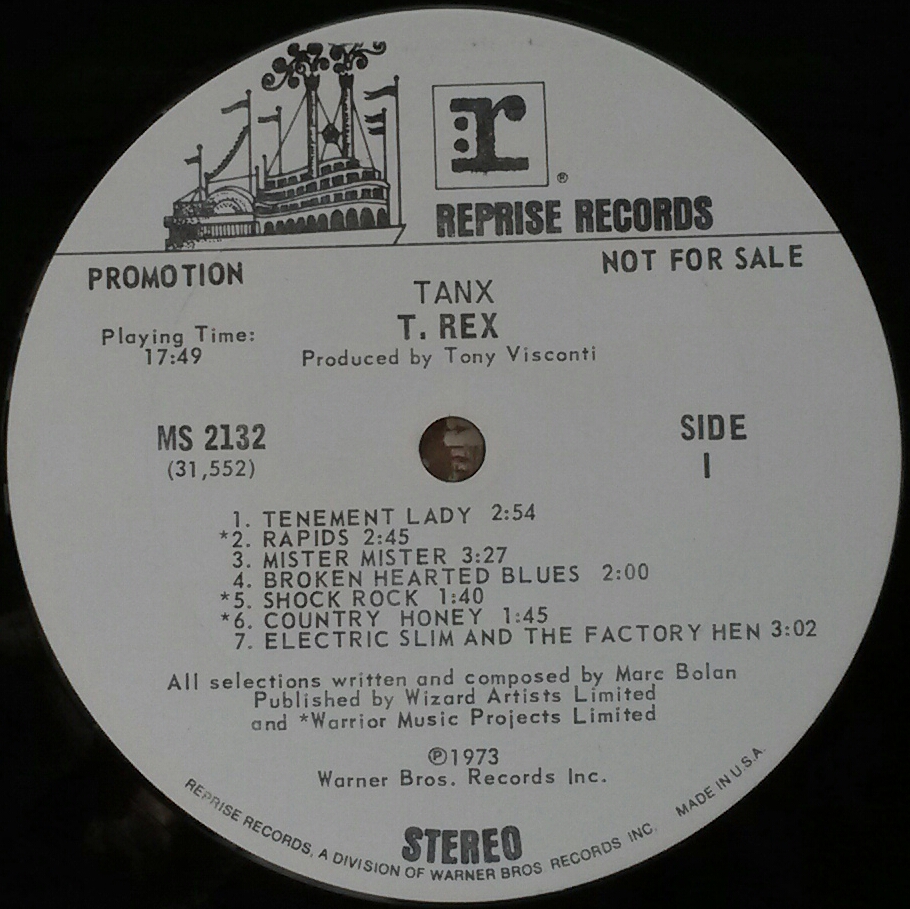 r®
REPRISE RECORDS
PROMOTION
NOT FOR SALE
TANX
T. REX
Produced by Tony Visconti
Playing Time:
17:49
MS 2132
(31,552)
SIDE
I
1. TENEMENT LADY 2:54
*2. RAPIDS 2:45
3. MISTER MISTER 3:27
4. BROKEN HEARTED BLUES 2:00
*5. SHOCK ROCK 1:40
*6. COUNTRY HONEY 1:45
7. ELECTRIC SLIM AND THE FACTORY HEN 3:02
All selections written and composed by Marc Bolan
Published by Wizard Artists Limited
and *Warrior Music Projects Limited
℗1973
Warner Bros. Records Inc.
STEREO
REPRISE RECORDS, A DIVISION OF WARNER BROS. RECORDS INC. MADE IN U.S.A.